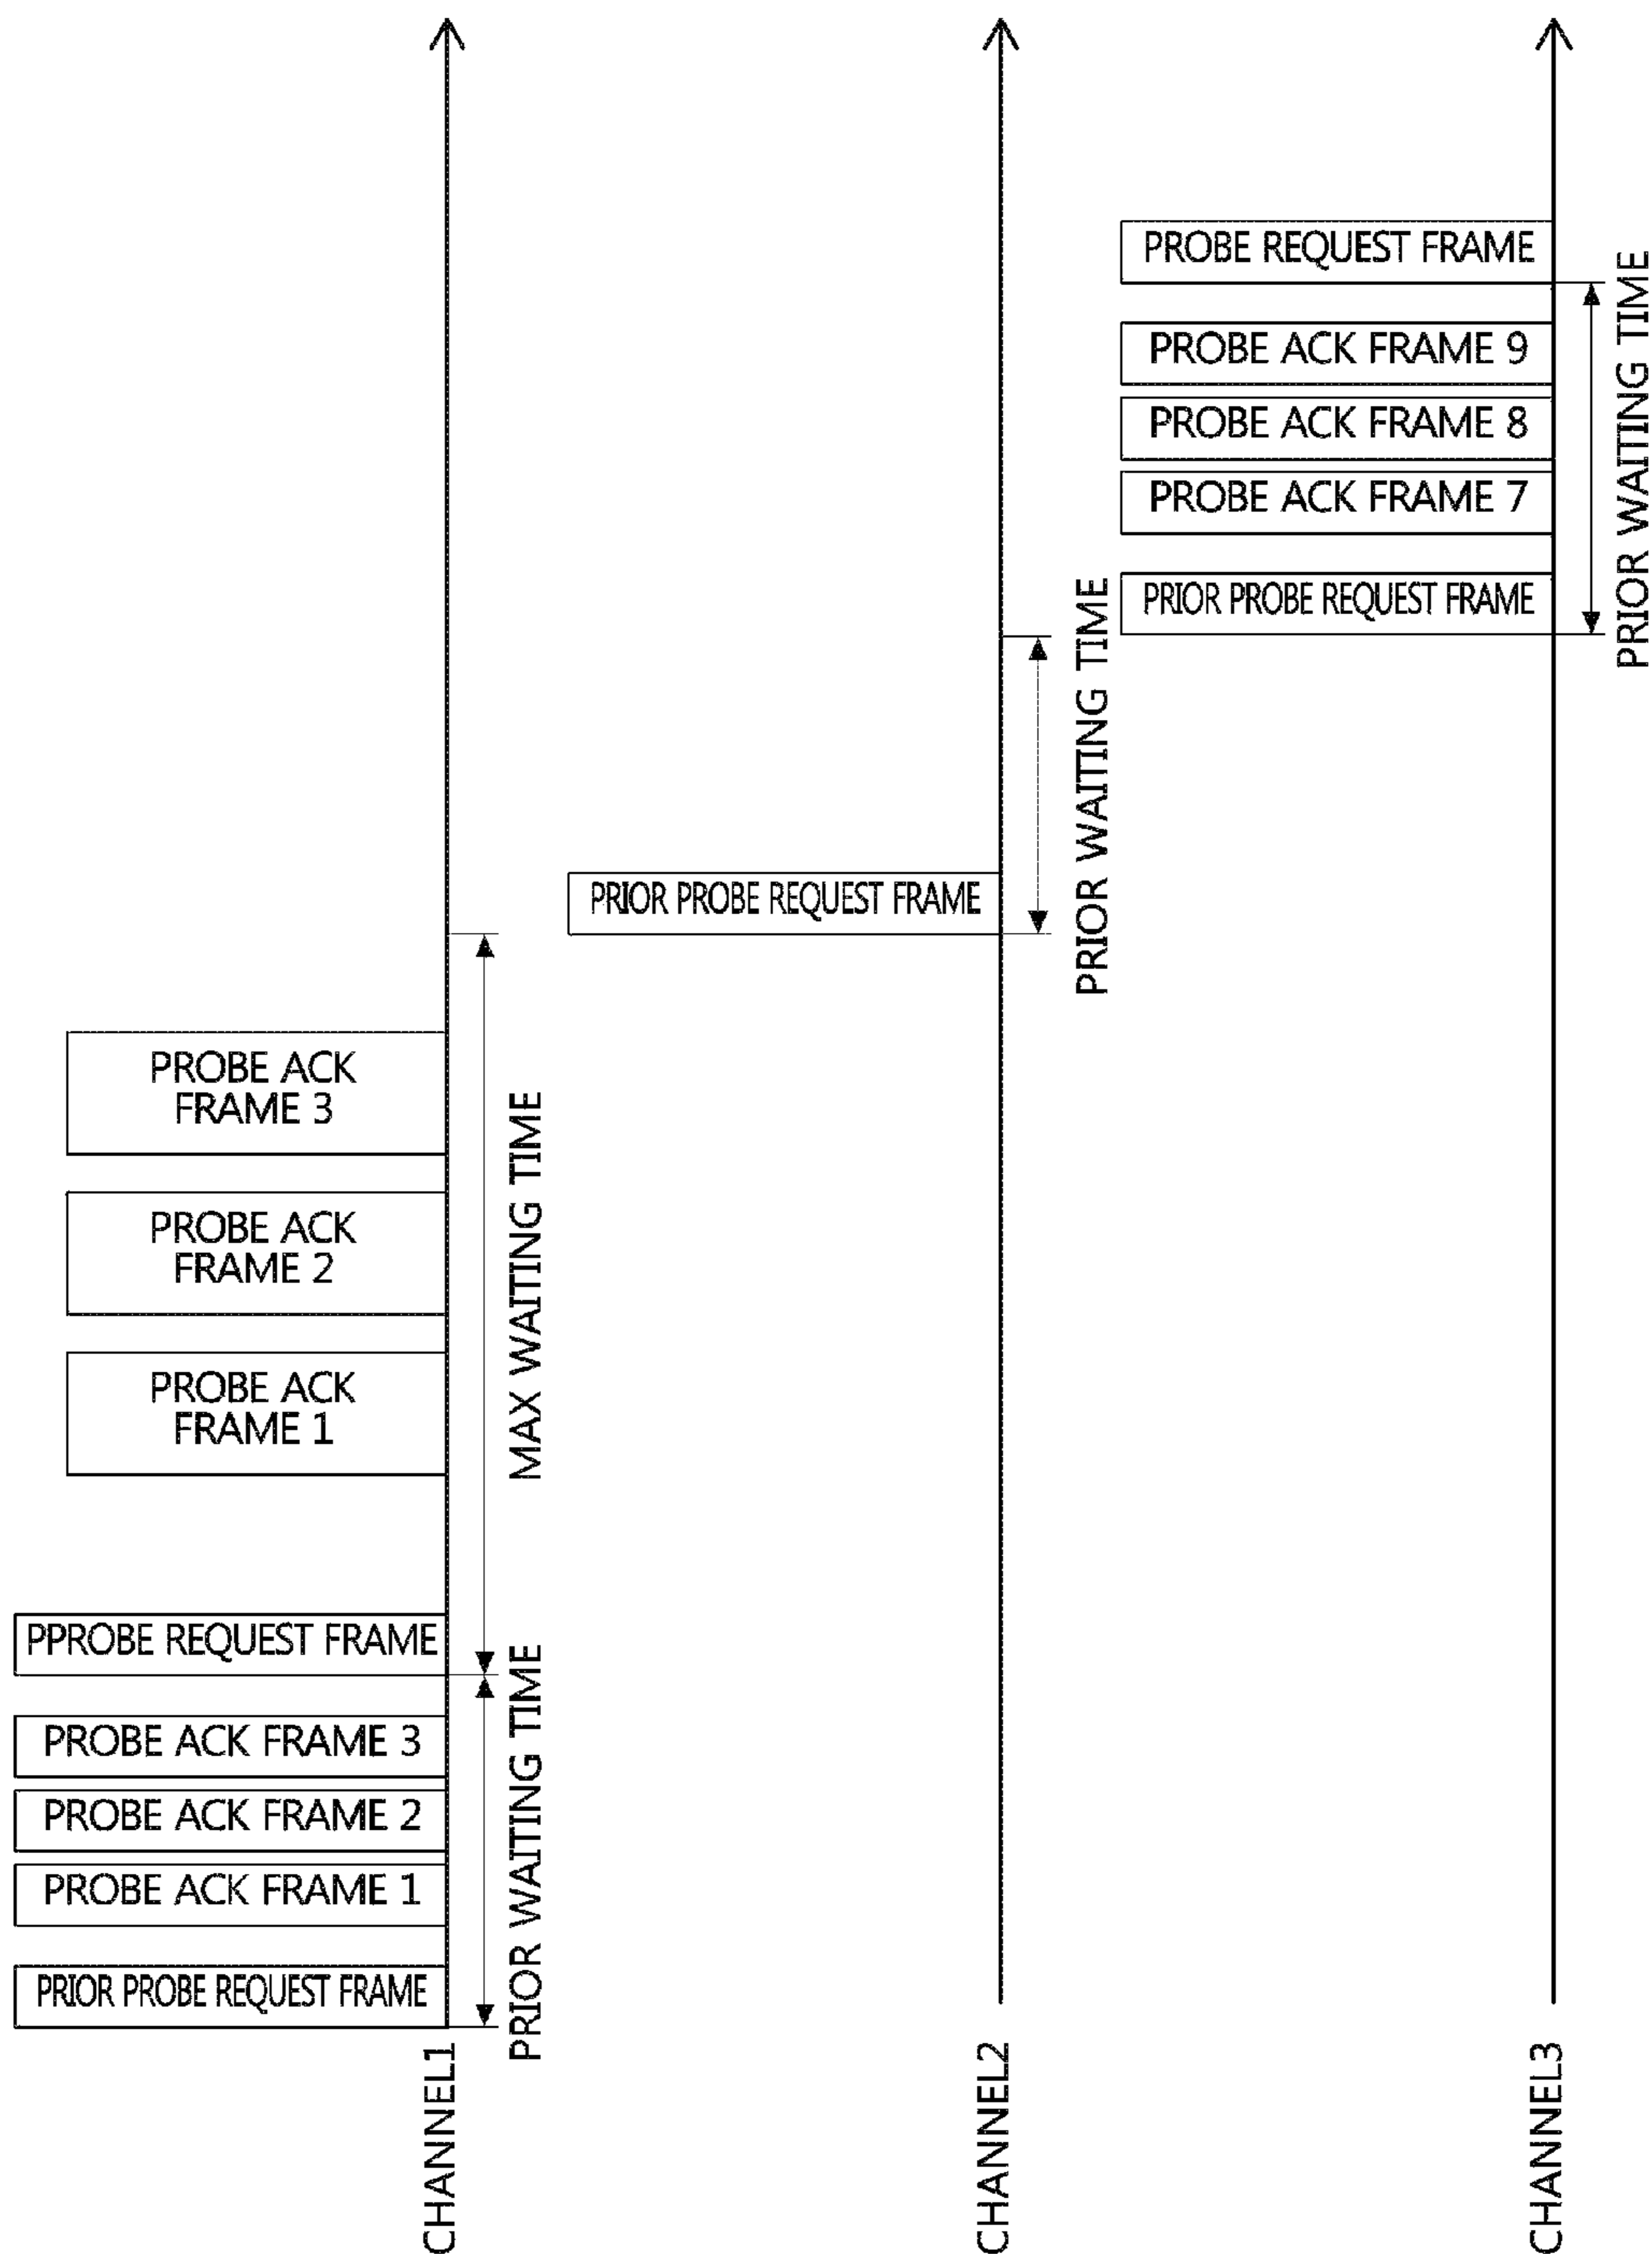 PROBE REQUEST FRAME
PROBE ACK FRAME 9
PROBE ACK FRAME 8
PROBE ACK FRAME 7
PRIOR PROBE REQUEST FRAME
PRIOR WAITING TIME
PRIOR WAITING TIME
PRIOR PROBE REQUEST FRAME
PROBE ACK
FRAME 3
PROBE ACK
FRAME 2
PROBE ACK
FRAME 1
MAX WAITING TIME
PPROBE REQUEST FRAME
PROBE ACK FRAME 3
PROBE ACK FRAME 2
PROBE ACK FRAME 1
PRIOR PROBE REQUEST FRAME
PRIOR WAITING TIME
CHANNEL1
CHANNEL2
CHANNEL3